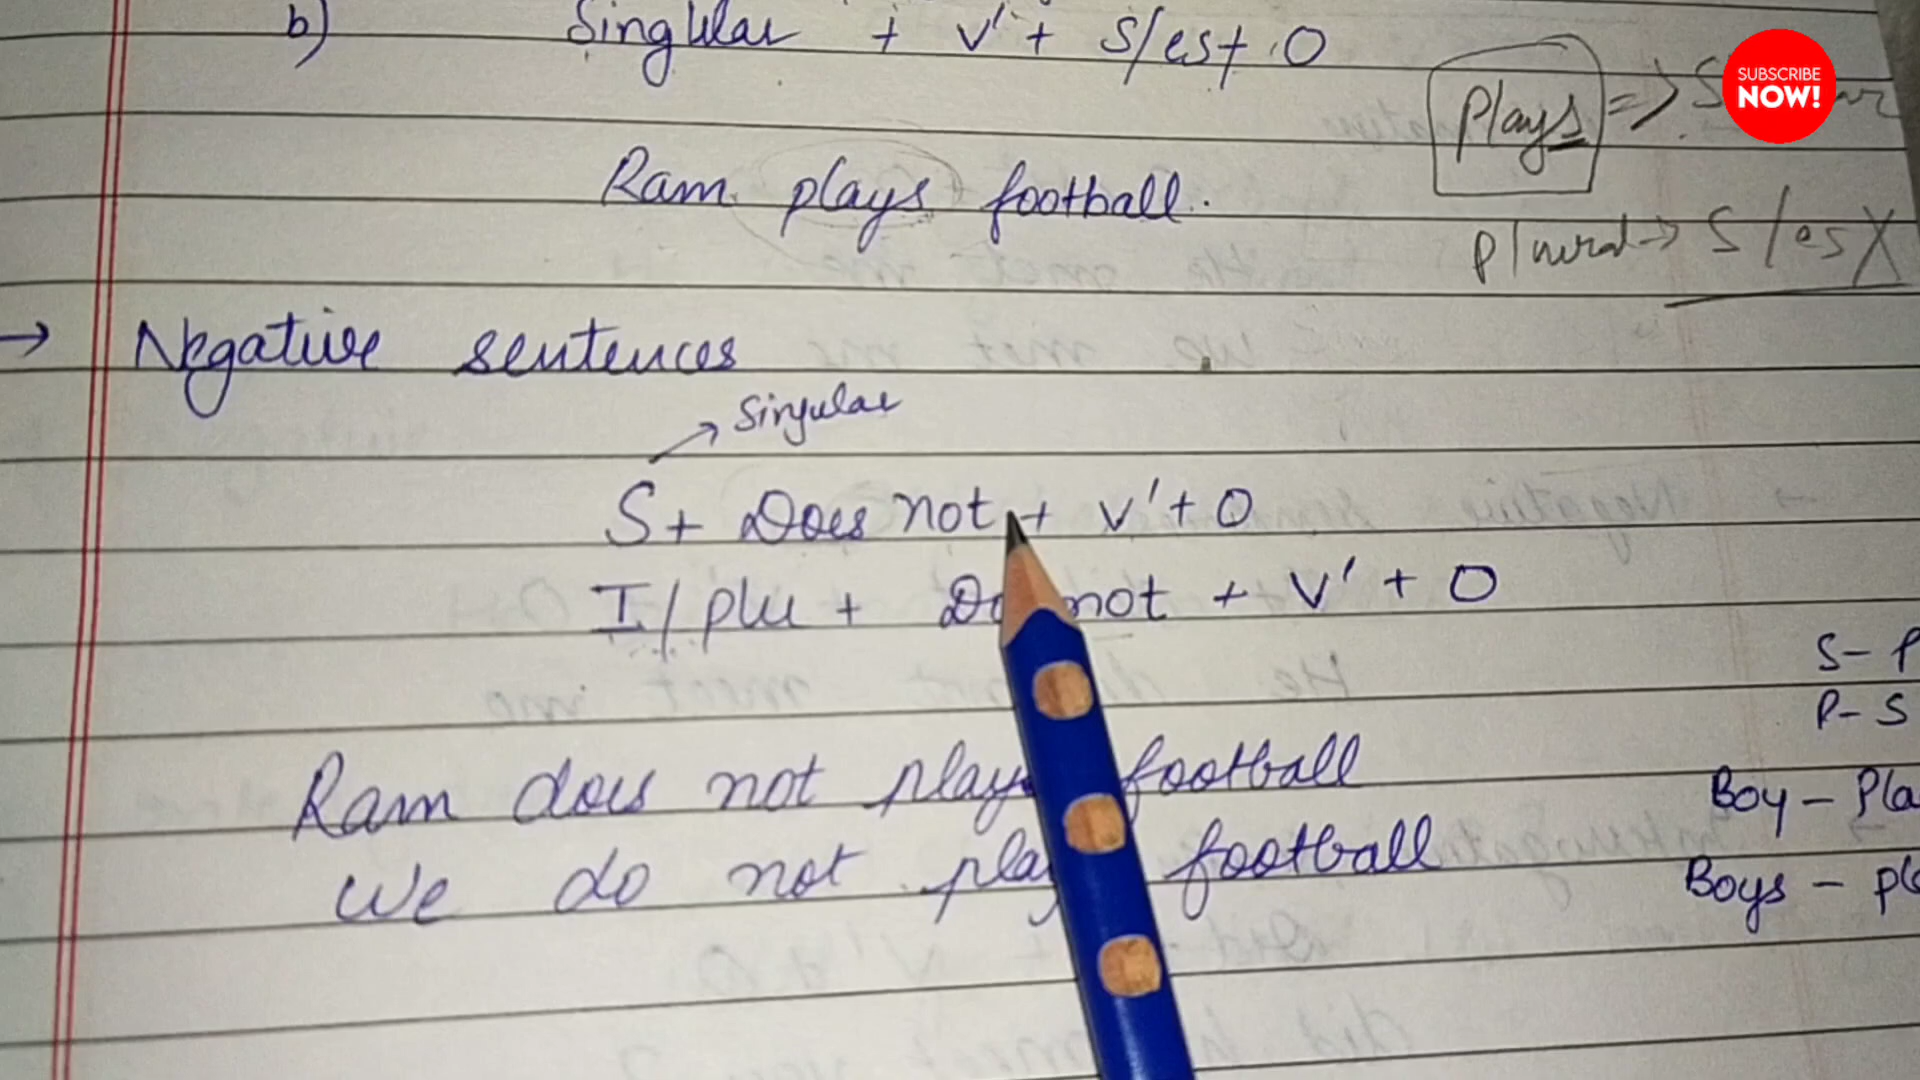 b) Singular + V' + S/es + O
SUBSCRIBE
NOW!
Plays =>
Ram plays football.
Plural → S/es X
→ Negative sentences
Singular
S + Does not + V' + O
I/plu + Do not + V' + O
S - P
P - S
Ram does not play football
Boy - Pla
We do not play football
Boys - pl